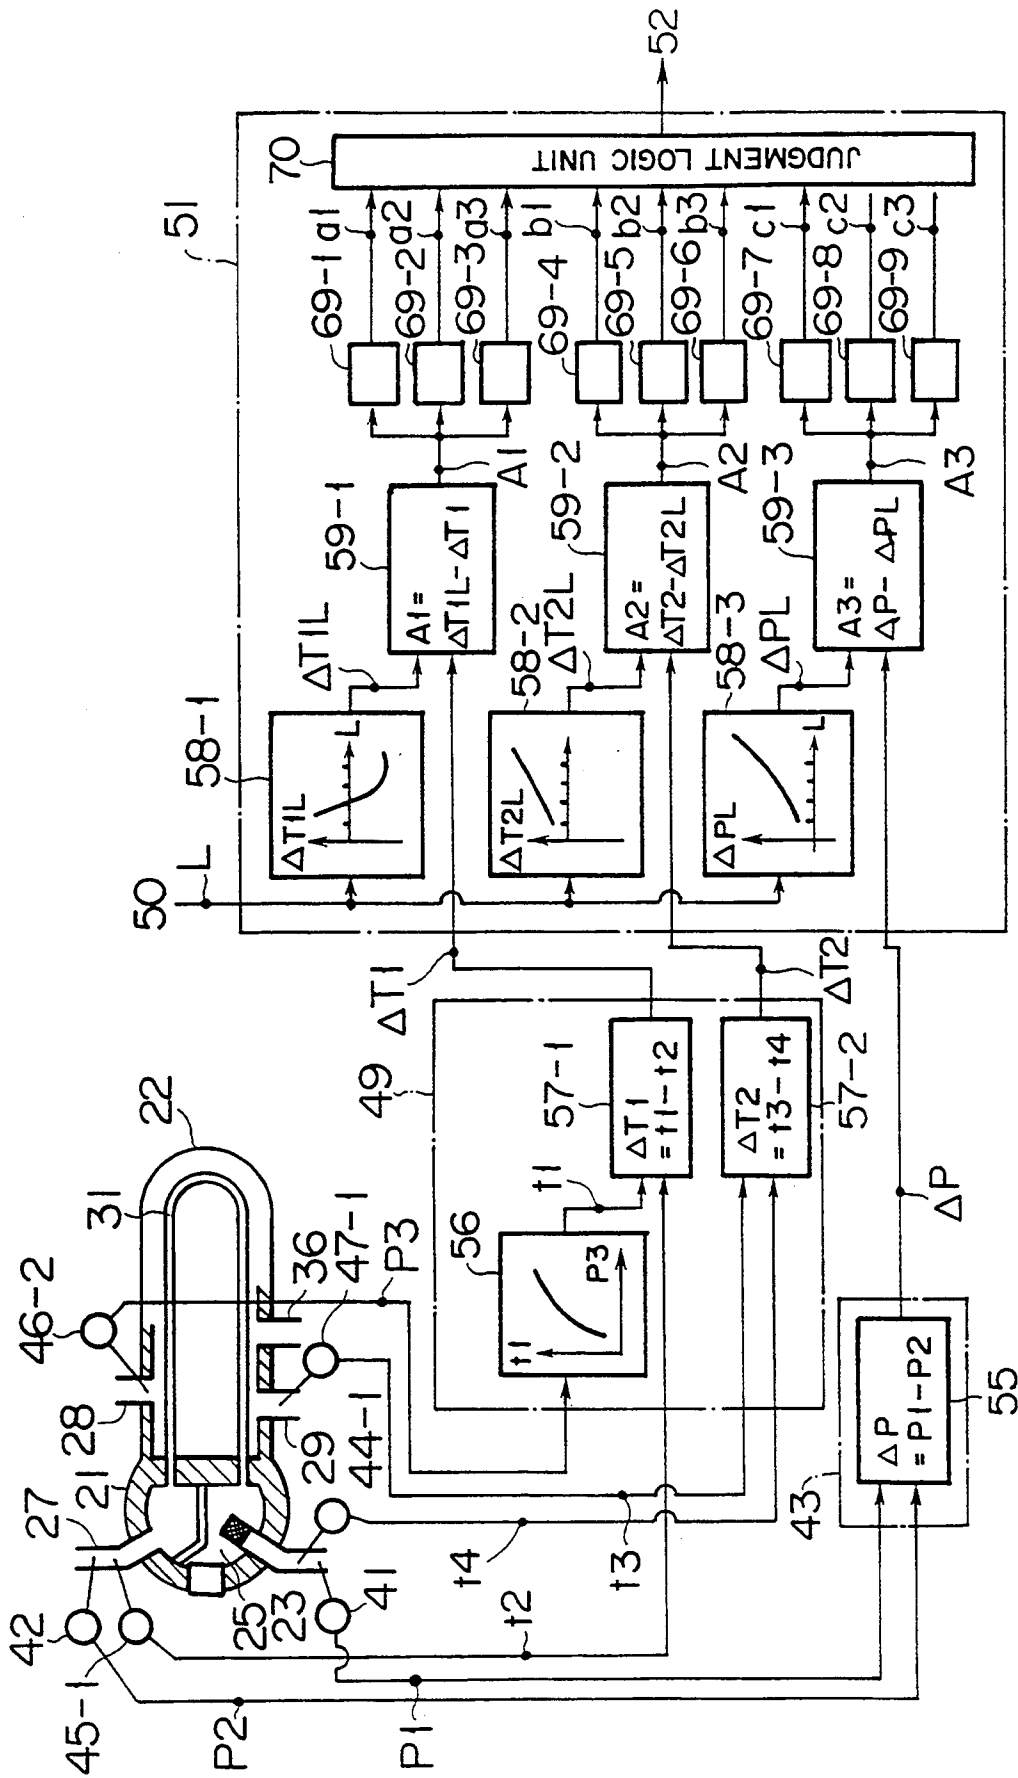 46-2
42
45-1
28
27
21
31
22
P2
25
23
41
44-1
29
36
47-1
P3
P1
t2
t4
t3
43
ΔP
=P1-P2
55
ΔP
49
56
t1
P3
t1
57-1
ΔT1
=t1-t2
ΔT2
=t3-t4
57-2
ΔT1
ΔT2
50
L
51
58-1
ΔT1L
L
ΔT1L
58-2
ΔT2L
ΔT2L
58-3
ΔPL
L
ΔPL
59-1
A1=
ΔT1L-ΔT1
A1
59-2
A2=
ΔT2-ΔT2L
A2
59-3
A3=
ΔP-ΔPL
A3
69-1
69-2
69-3
69-4
69-5
69-6
69-7
69-8
69-9
a1
a2
a3
b1
b2
b3
c1
c2
c3
70
JUDGMENT LOGIC UNIT
52